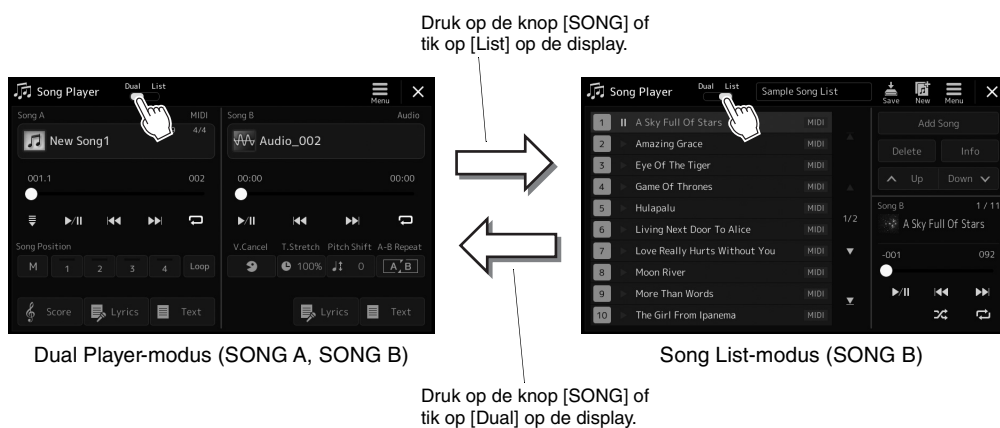 Druk op de knop [SONG] of
tik op [List] op de display.
Song Player Dual List Menu
Song A MIDI
New Song1 4/4
001.1 002
Song Position
M 1 2 3 4 Loop
Score Lyrics Text
Song B Audio
Audio_002
00:00 00:00
V.Cancel T.Stretch Pitch Shift A-B Repeat
100% 0 A B
Lyrics Text
Song Player Dual List Sample Song List Save New Menu
1 A Sky Full Of Stars MIDI
2 Amazing Grace MIDI
3 Eye Of The Tiger MIDI
4 Game Of Thrones MIDI
5 Hulapalu MIDI
6 Living Next Door To Alice MIDI
7 Love Really Hurts Without You MIDI
8 Moon River MIDI
9 More Than Words MIDI
10 The Girl From Ipanema MIDI
1/2
Add Song
Delete Info
Up Down
Song B 1/11
A Sky Full Of Stars
-001 092
Dual Player-modus (SONG A, SONG B)
Song List-modus (SONG B)
Druk op de knop [SONG] of
tik op [Dual] op de display.